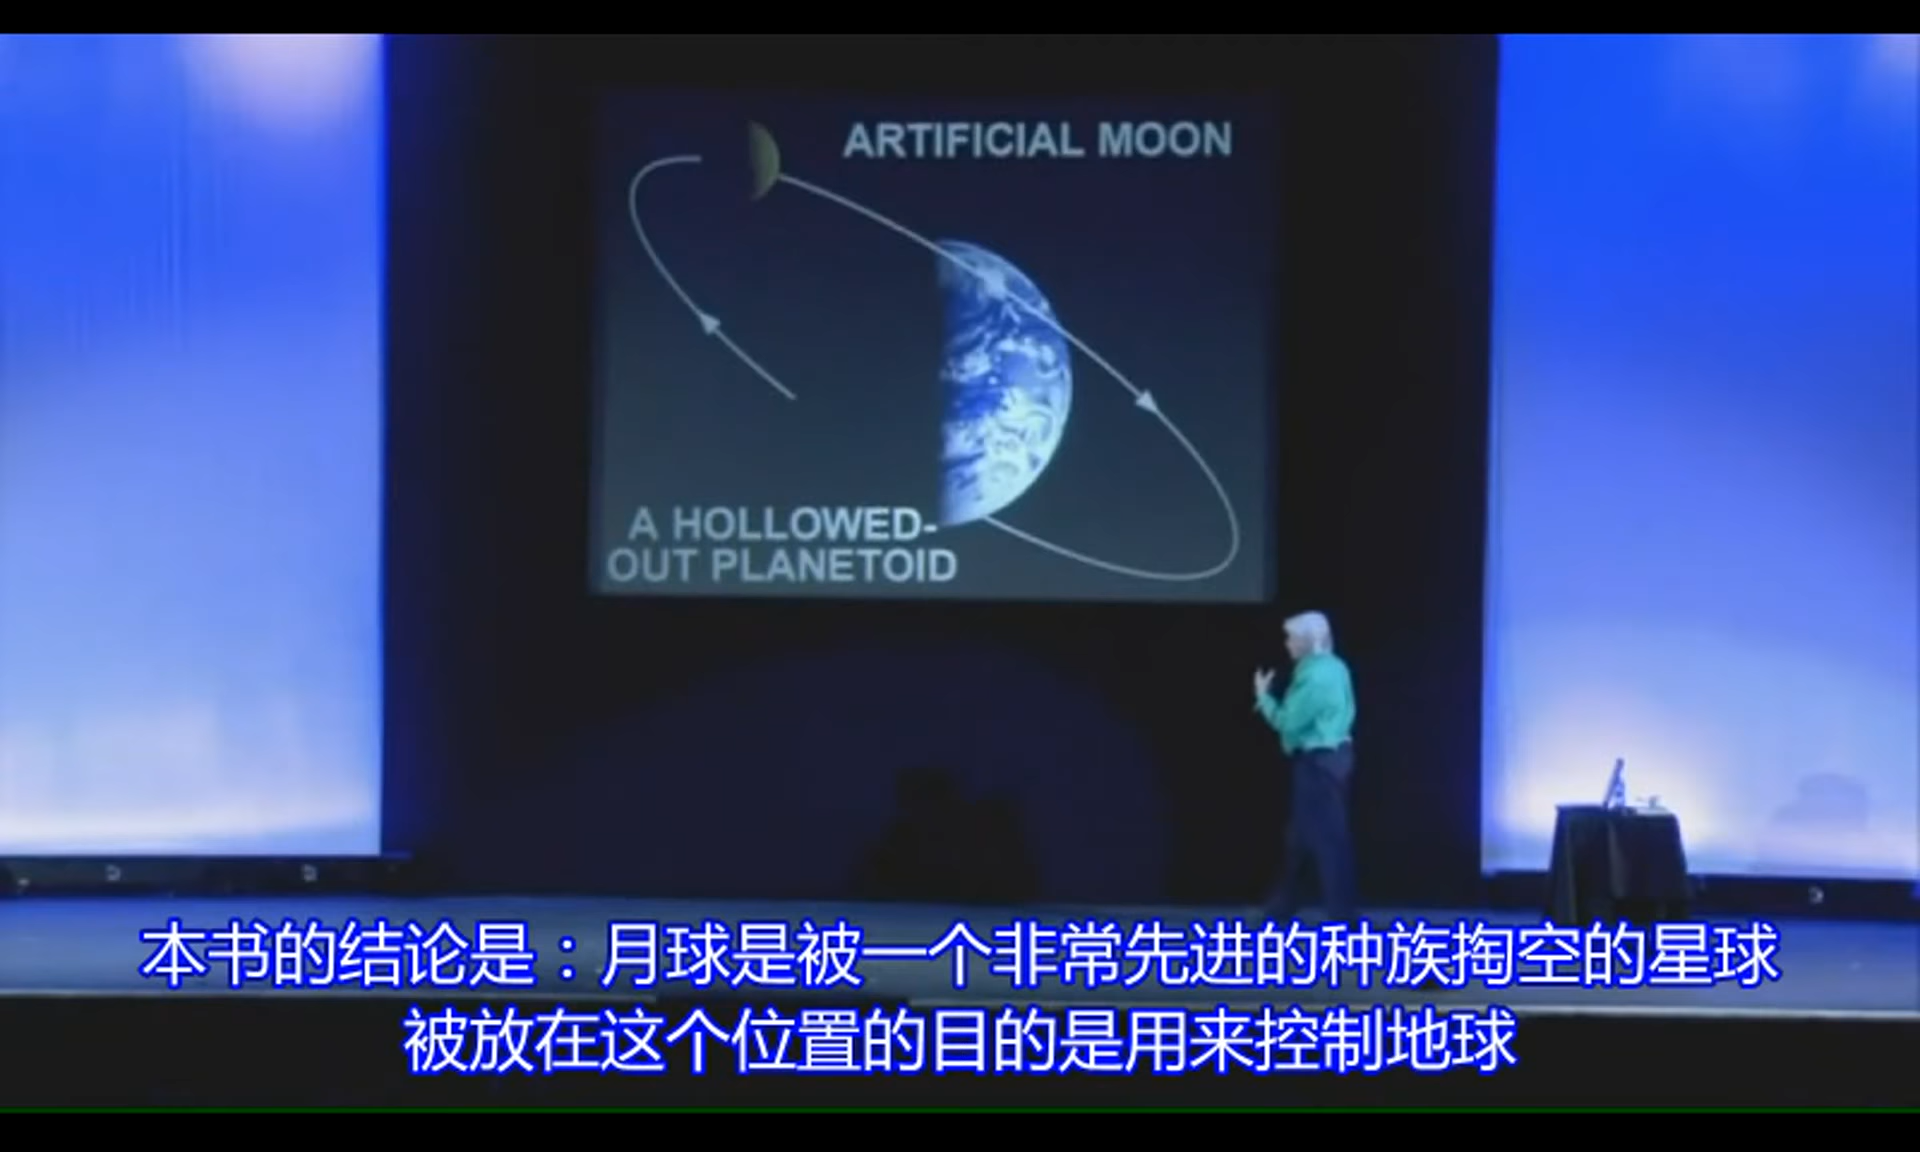 ARTIFICIAL MOON
A HOLLOWED-
OUT PLANETOID
本书的结论是：月球是被一个非常先进的种族掏空的星球
被放在这个位置的目的是用来控制地球